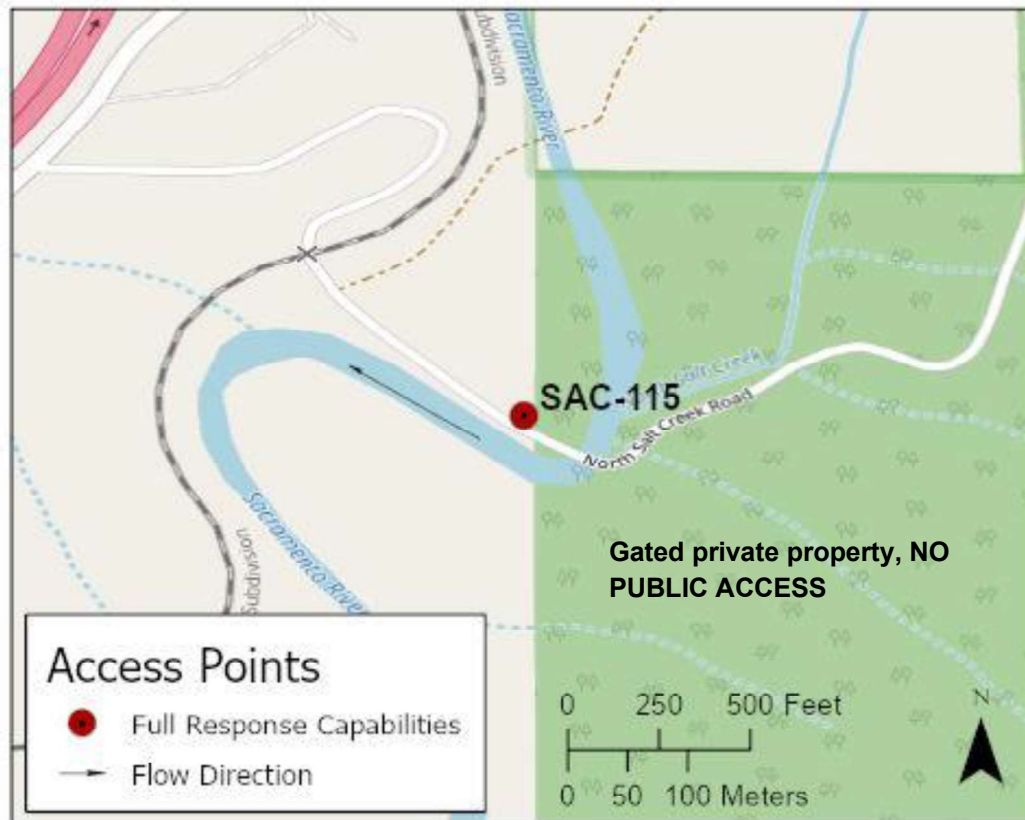 Subdivision
Sacramento River
SAC-115
Salt Creek
North Salt Creek Road
Sacramento River
Subdivision
Gated private property, NO
PUBLIC ACCESS
Access Points
Full Response Capabilities
Flow Direction
0 250 500 Feet
0 50 100 Meters
N